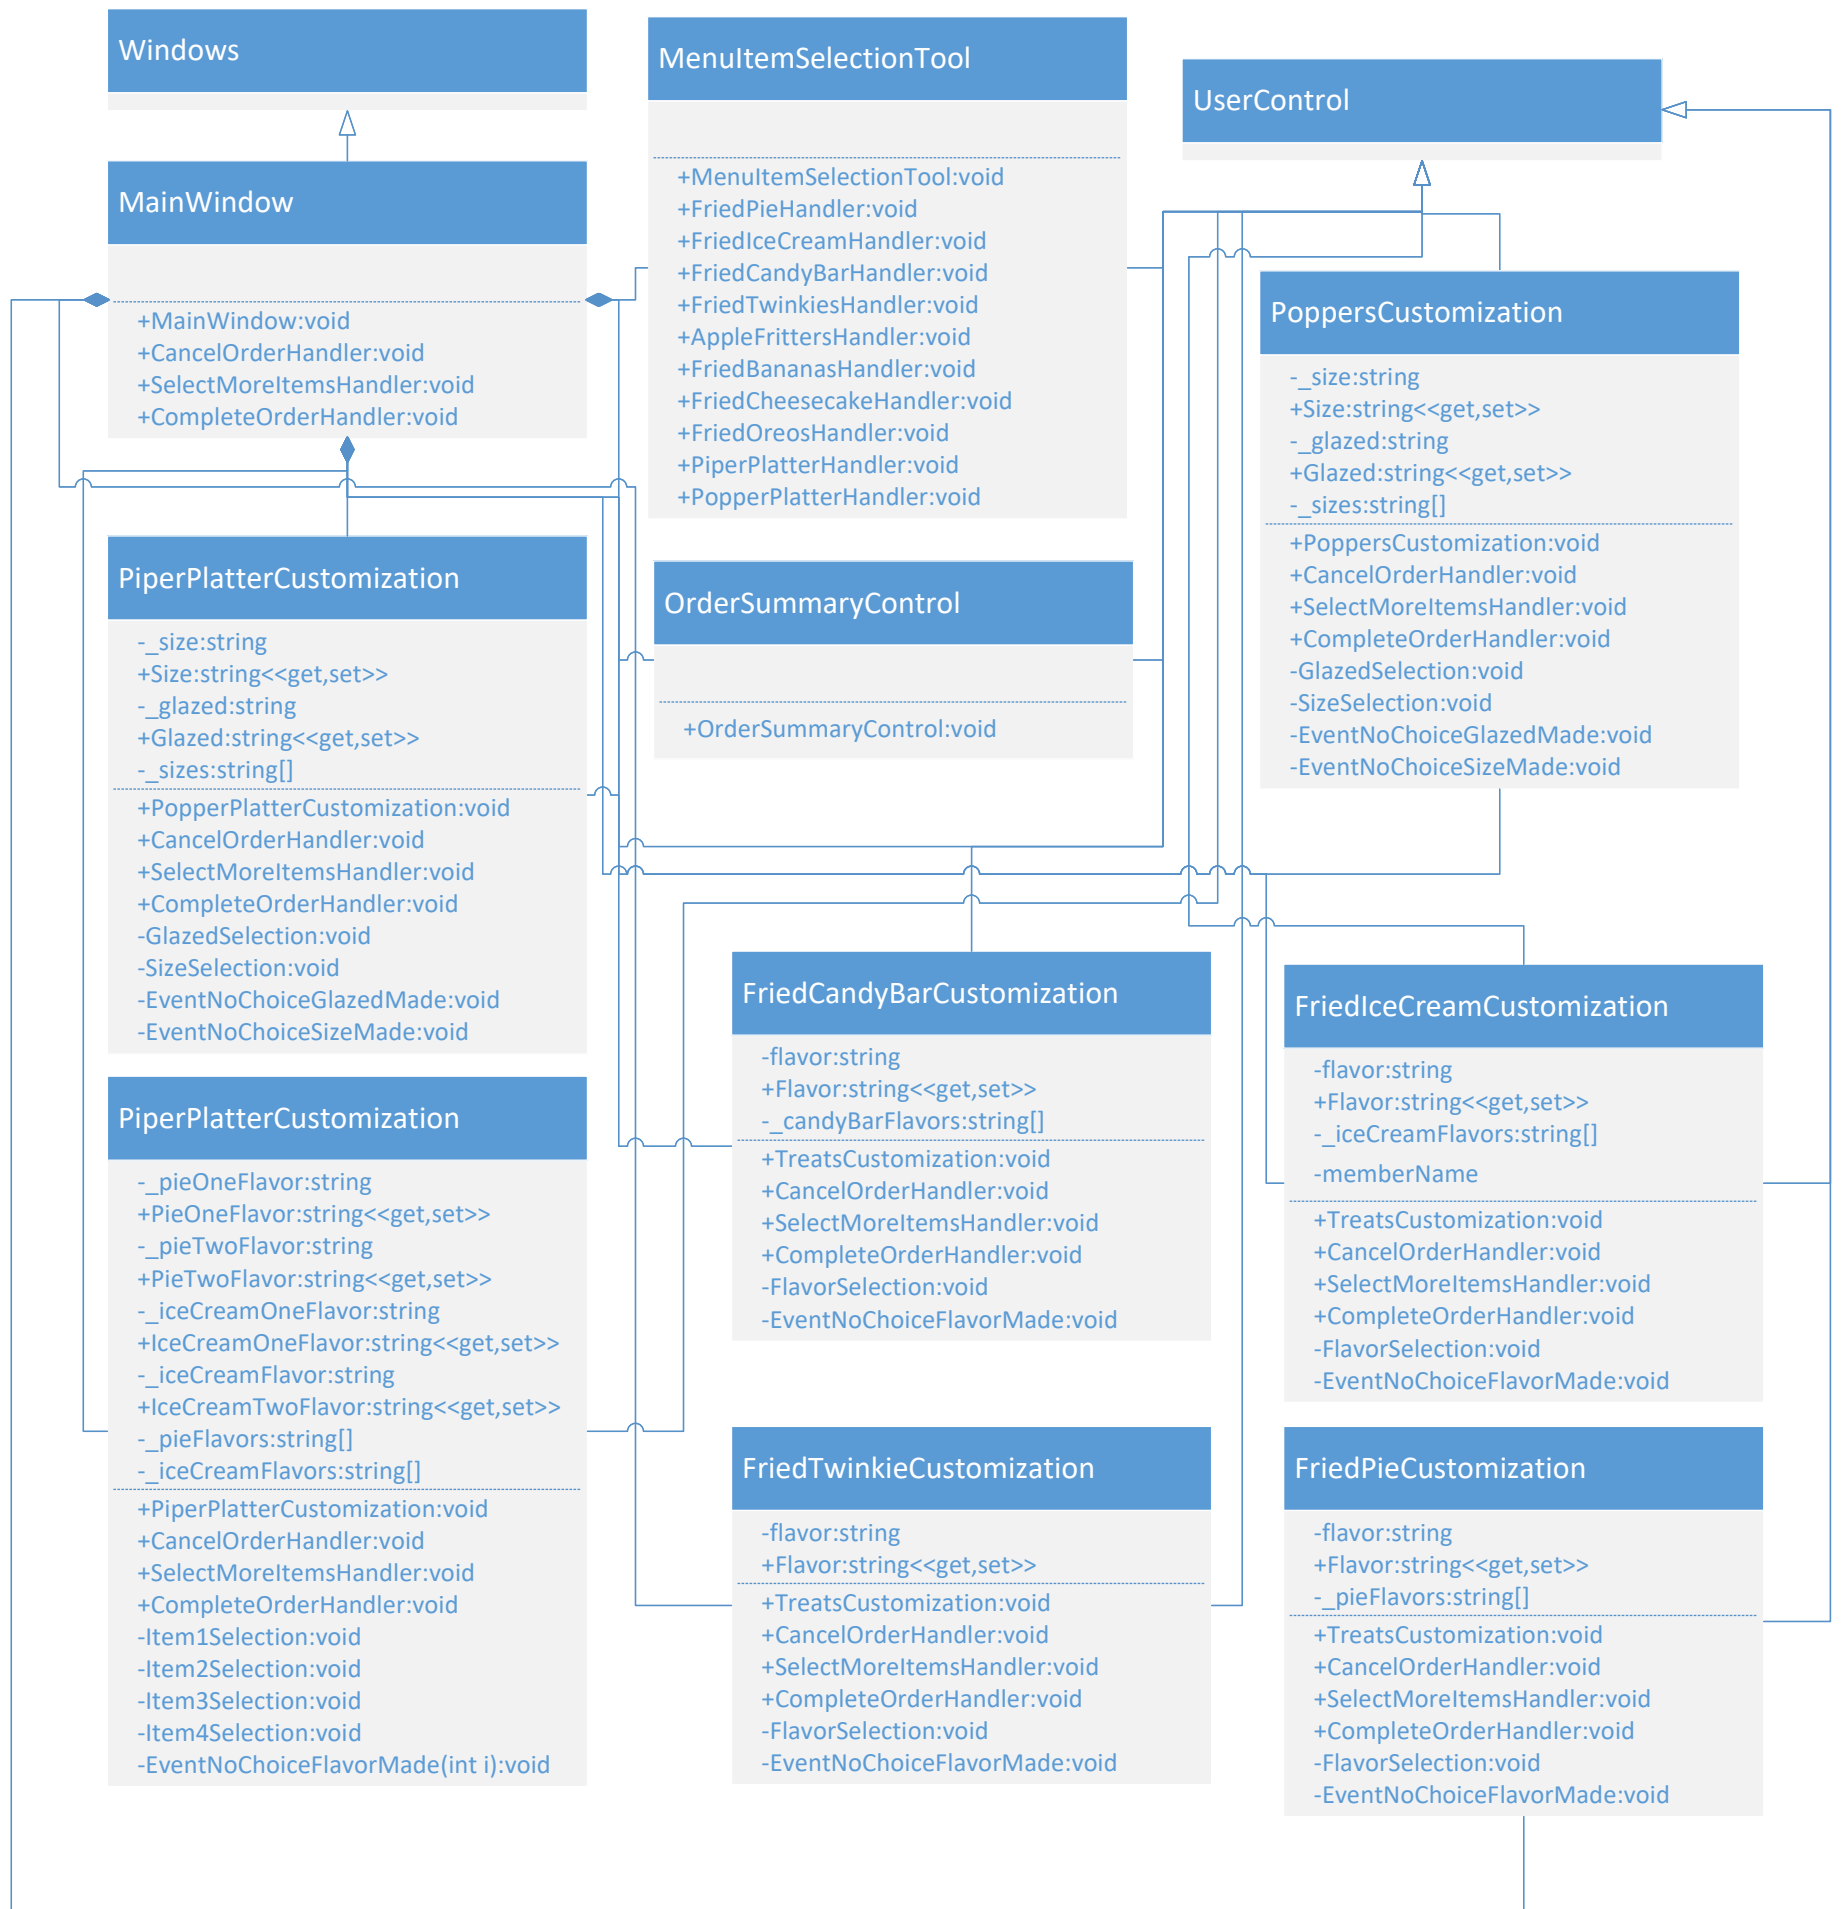 Windows
MainWindow
+MainWindow:void
+CancelOrderHandler:void
+SelectMoreItemsHandler:void
+CompleteOrderHandler:void
MenuItemSelectionTool
+MenuItemSelectionTool:void
+FriedPieHandler:void
+FriedIceCreamHandler:void
+FriedCandyBarHandler:void
+FriedTwinkiesHandler:void
+AppleFrittersHandler:void
+FriedBananasHandler:void
+FriedCheesecakeHandler:void
+FriedOreosHandler:void
+PiperPlatterHandler:void
+PopperPlatterHandler:void
UserControl
PoppersCustomization
-_size:string
+Size:string<<get,set>>
-_glazed:string
+Glazed:string<<get,set>>
-_sizes:string[]
+PoppersCustomization:void
+CancelOrderHandler:void
+SelectMoreItemsHandler:void
+CompleteOrderHandler:void
-GlazedSelection:void
-SizeSelection:void
-EventNoChoiceGlazedMade:void
-EventNoChoiceSizeMade:void
PiperPlatterCustomization
-_size:string
+Size:string<<get,set>>
-_glazed:string
+Glazed:string<<get,set>>
-_sizes:string[]
+PopperPlatterCustomization:void
+CancelOrderHandler:void
+SelectMoreItemsHandler:void
+CompleteOrderHandler:void
-GlazedSelection:void
-SizeSelection:void
-EventNoChoiceGlazedMade:void
-EventNoChoiceSizeMade:void
OrderSummaryControl
+OrderSummaryControl:void
FriedCandyBarCustomization
-flavor:string
+Flavor:string<<get,set>>
-_candyBarFlavors:string[]
+TreatsCustomization:void
+CancelOrderHandler:void
+SelectMoreItemsHandler:void
+CompleteOrderHandler:void
-FlavorSelection:void
-EventNoChoiceFlavorMade:void
FriedIceCreamCustomization
-flavor:string
+Flavor:string<<get,set>>
-_iceCreamFlavors:string[]
-memberName
+TreatsCustomization:void
+CancelOrderHandler:void
+SelectMoreItemsHandler:void
+CompleteOrderHandler:void
-FlavorSelection:void
-EventNoChoiceFlavorMade:void
PiperPlatterCustomization
-_pieOneFlavor:string
+PieOneFlavor:string<<get,set>>
-_pieTwoFlavor:string
+PieTwoFlavor:string<<get,set>>
-_iceCreamOneFlavor:string
+IceCreamOneFlavor:string<<get,set>>
-_iceCreamFlavor:string
+IceCreamTwoFlavor:string<<get,set>>
-_pieFlavors:string[]
-_iceCreamFlavors:string[]
+PiperPlatterCustomization:void
+CancelOrderHandler:void
+SelectMoreItemsHandler:void
+CompleteOrderHandler:void
-Item1Selection:void
-Item2Selection:void
-Item3Selection:void
-Item4Selection:void
-EventNoChoiceFlavorMade(int i):void
FriedTwinkieCustomization
-flavor:string
+Flavor:string<<get,set>>
+TreatsCustomization:void
+CancelOrderHandler:void
+SelectMoreItemsHandler:void
+CompleteOrderHandler:void
-FlavorSelection:void
-EventNoChoiceFlavorMade:void
FriedPieCustomization
-flavor:string
+Flavor:string<<get,set>>
-_pieFlavors:string[]
+TreatsCustomization:void
+CancelOrderHandler:void
+SelectMoreItemsHandler:void
+CompleteOrderHandler:void
-FlavorSelection:void
-EventNoChoiceFlavorMade:void